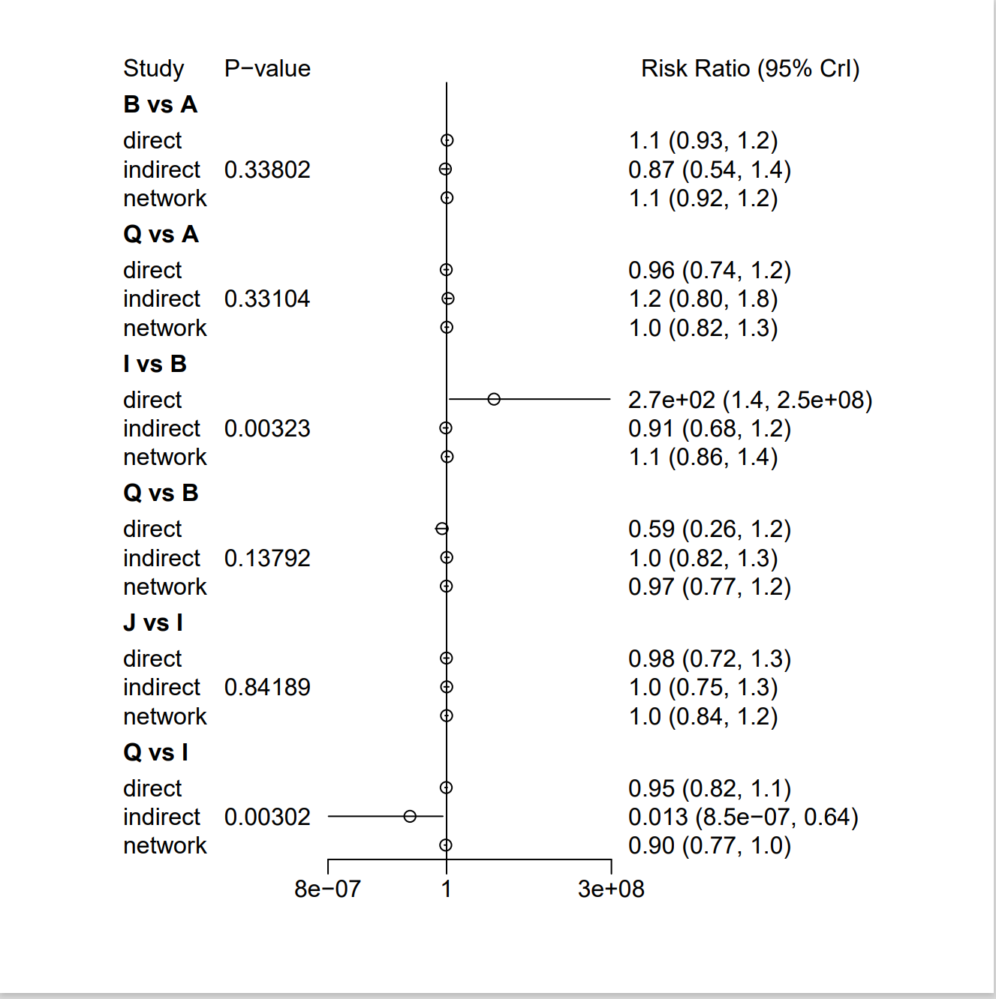 Study P−value Risk Ratio (95% CrI)
B vs A
direct 1.1 (0.93, 1.2)
indirect 0.33802 0.87 (0.54, 1.4)
network 1.1 (0.92, 1.2)
Q vs A
direct 0.96 (0.74, 1.2)
indirect 0.33104 1.2 (0.80, 1.8)
network 1.0 (0.82, 1.3)
I vs B
direct 2.7e+02 (1.4, 2.5e+08)
indirect 0.00323 0.91 (0.68, 1.2)
network 1.1 (0.86, 1.4)
Q vs B
direct 0.59 (0.26, 1.2)
indirect 0.13792 1.0 (0.82, 1.3)
network 0.97 (0.77, 1.2)
J vs I
direct 0.98 (0.72, 1.3)
indirect 0.84189 1.0 (0.75, 1.3)
network 1.0 (0.84, 1.2)
Q vs I
direct 0.95 (0.82, 1.1)
indirect 0.00302 0.013 (8.5e−07, 0.64)
network 0.90 (0.77, 1.0)
8e−07 1 3e+08